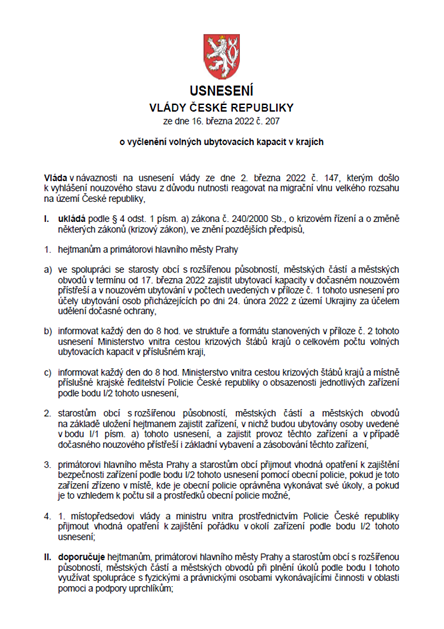 USNESENÍ
VLÁDY ČESKÉ REPUBLIKY
ze dne 16. března 2022 č. 207
o vyčlenění volných ubytovacích kapacit v krajích
Vláda v návaznosti na usnesení vlády ze dne 2. března 2022 č. 147, kterým došlo
k vyhlášení nouzového stavu z důvodu nutnosti reagovat na migrační vlnu velkého rozsahu
na území České republiky,
I. ukládá podle § 4 odst. 1 písm. a) zákona č. 240/2000 Sb., o krizovém řízení a o změně
některých zákonů (krizový zákon), ve znění pozdějších předpisů,
1. hejtmanům a primátorovi hlavního města Prahy
a) ve spolupráci se starosty obcí s rozšířenou působností, městských částí a městských
obvodů v termínu od 17. března 2022 zajistit ubytovací kapacity v dočasném nouzovém
přístřeší a v nouzovém ubytování v počtech uvedených v příloze č. 1 tohoto usnesení pro
účely ubytování osob přicházejících po dni 24. února 2022 z území Ukrajiny za účelem
udělení dočasné ochrany,
b) informovat každý den do 8 hod. ve struktuře a formátu stanovených v příloze č. 2 tohoto
usnesení Ministerstvo vnitra cestou krizových štábů krajů o celkovém počtu volných
ubytovacích kapacit v příslušném kraji,
c) informovat každý den do 8 hod. Ministerstvo vnitra cestou krizových štábů krajů a místně
příslušné krajské ředitelství Policie České republiky o obsazenosti jednotlivých zařízení
podle bodu I/2 tohoto usnesení,
2. starostům obcí s rozšířenou působností, městských částí a městských obvodů
na základě uložení hejtmanem zajistit zařízení, v nichž budou ubytovány osoby uvedené
v bodu I/1 písm. a) tohoto usnesení, a zajistit provoz těchto zařízení a v případě
dočasného nouzového přístřeší i základní vybavení a zásobování těchto zařízení,
3. primátorovi hlavního města Prahy a starostům obcí přijmout vhodná opatření k zajištění
bezpečnosti zařízení podle bodu I/2 tohoto usnesení pomocí obecní policie, pokud je toto
zařízení zřízeno v místě, kde je obecní policie oprávněna vykonávat své úkoly, a pokud
je to vzhledem k počtu sil a prostředků obecní policie možné,
4. 1. místopředsedovi vlády a ministru vnitra prostřednictvím Policie České republiky
přijmout vhodná opatření k zajištění pořádku v okolí zařízení podle bodu I/2 tohoto
usnesení;
II. doporučuje hejtmanům, primátorovi hlavního města Prahy a starostům obcí s rozšířenou
působností, městských částí a městských obvodů při plnění úkolů podle bodu I tohoto
využívat spolupráce s fyzickými a právnickými osobami vykonávajícími činnosti v oblasti
pomoci a podpory uprchlíkům;